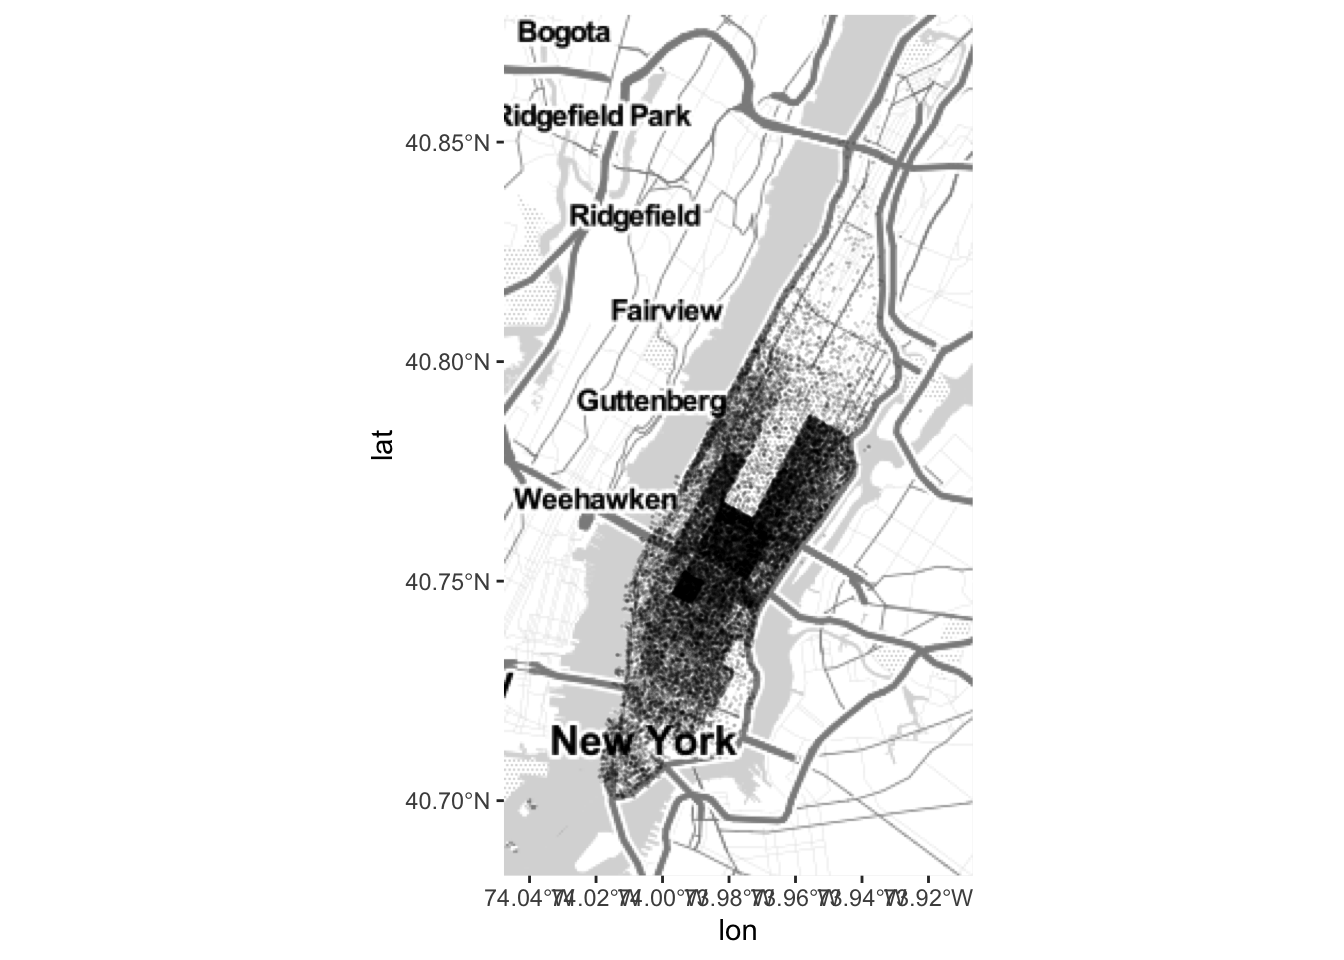 Bogota
Ridgefield Park
40.85°N
Ridgefield
Fairview
40.80°N
Guttenberg
lat
Weehawken
40.75°N
y
New York
40.70°N
74.04°W 74.02°W 74.00°W 73.98°W 73.96°W 73.94°W 73.92°W
lon